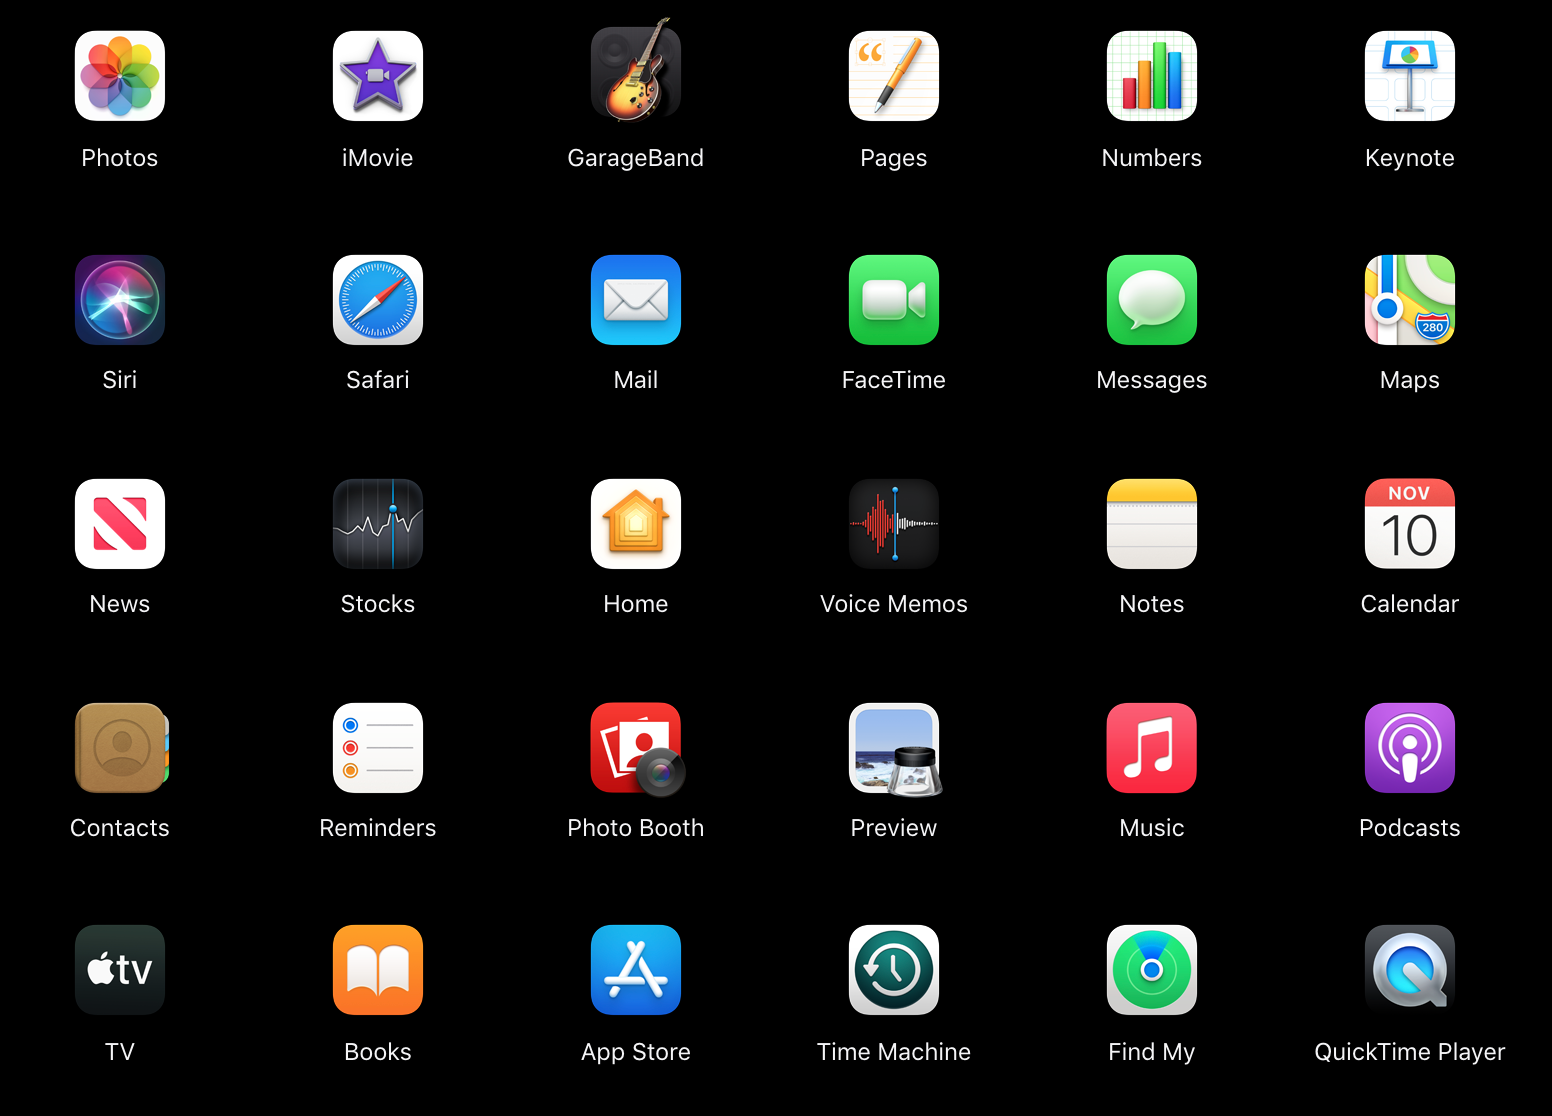 Photos
iMovie
GarageBand
Pages
Numbers
Keynote
280
Siri
Safari
Mail
FaceTime
Messages
Maps
NOV
10
News
Stocks
Home
Voice Memos
Notes
Calendar
Contacts
Reminders
Photo Booth
Preview
Music
Podcasts
tv
TV
Books
App Store
Time Machine
Find My
QuickTime Player